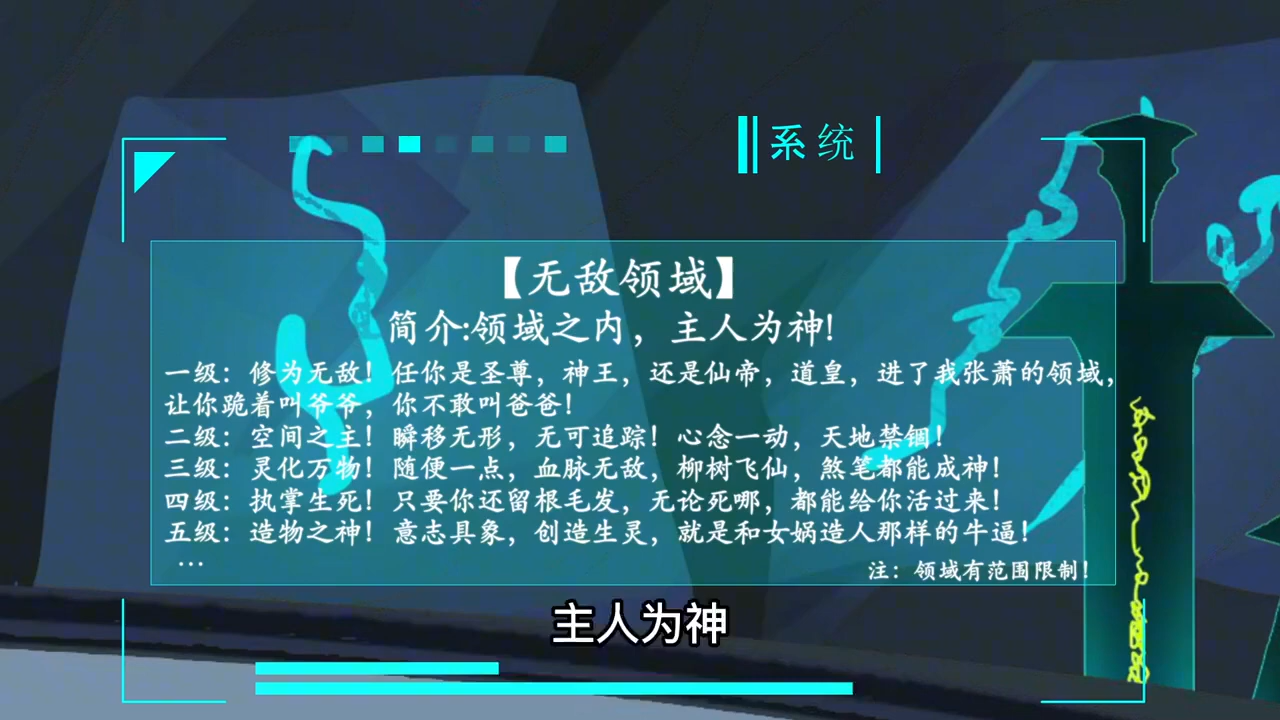 系统
【无敌领域】
简介:领域之内，主人为神!
一级：修为无敌！任你是圣尊，神王，还是仙帝，道皇，进了我张萧的领域，
让你跪着叫爷爷，你不敢叫爸爸！
二级：空间之主！瞬移无形，无可追踪！心念一动，天地禁锢！
三级：灵化万物！随便一点，血脉无敌，柳树飞仙，煞笔都能成神！
四级：执掌生死！只要你还留根毛发，无论死哪，都能给你活过来！
五级：造物之神！意志具象，创造生灵，就是和女娲造人那样的牛逼！
…
注：领域有范围限制！
主人为神